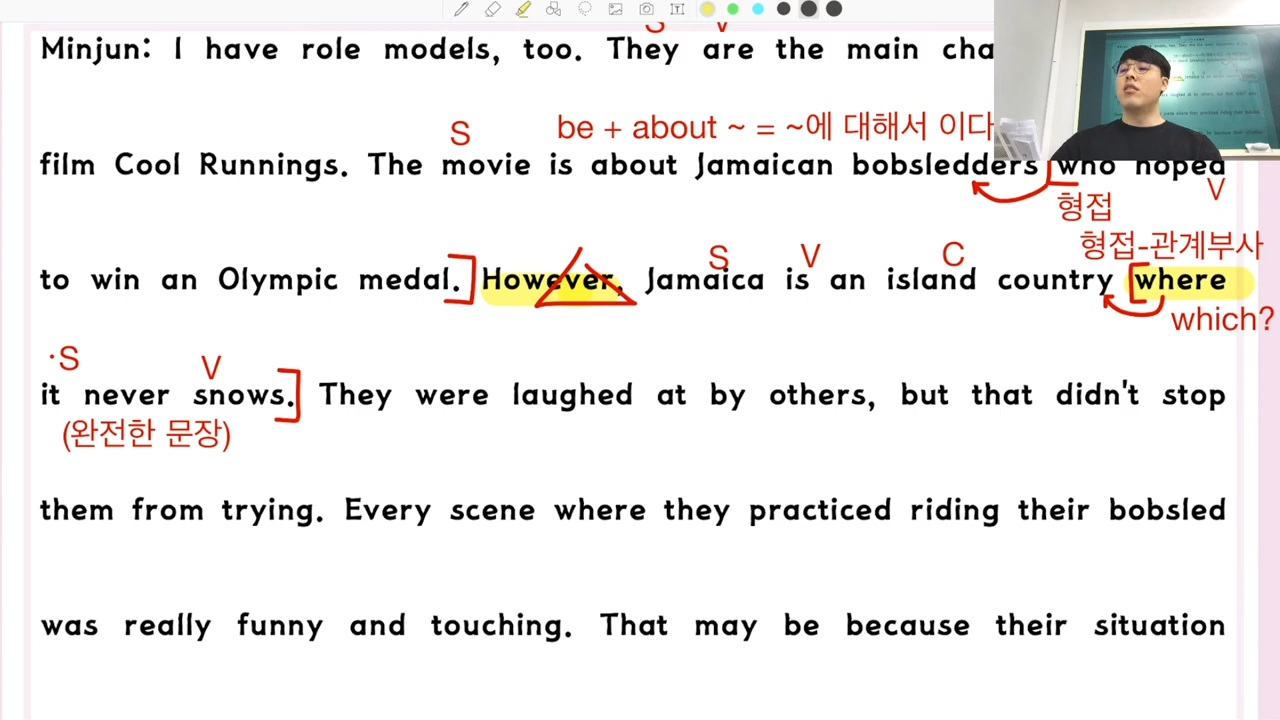 S V
Minjun: I have role models, too. They are the main cha
S be + about ~ = ~에 대해서 이다
film Cool Runnings. The movie is about Jamaican bobsledders who hoped
형접 V
S V C 형접-관계부사
to win an Olympic medal. However, Jamaica is an island country where
which?
·S V
it never snows. They were laughed at by others, but that didn't stop
(완전한 문장)
them from trying. Every scene where they practiced riding their bobsled
was really funny and touching. That may be because their situation